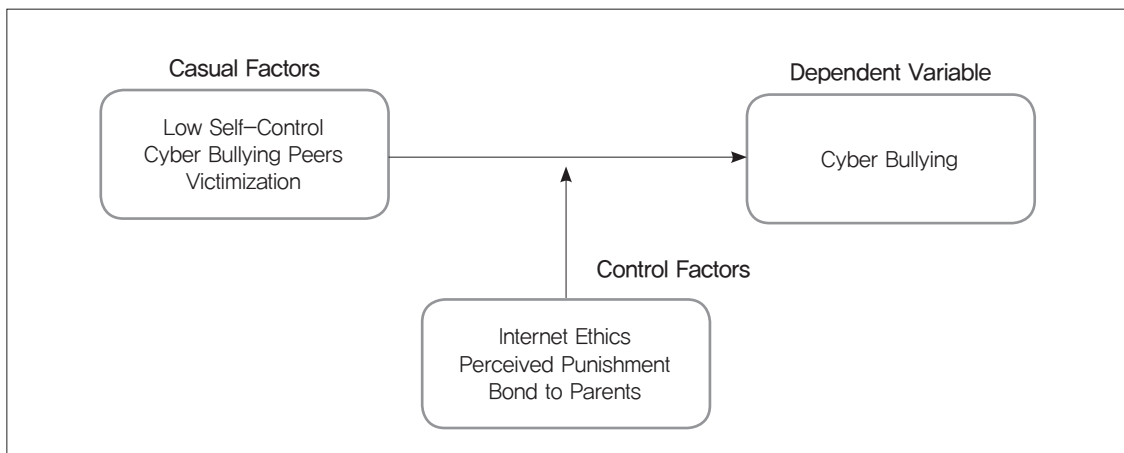 Casual Factors
Low Self-Control
Cyber Bullying Peers
Victimization
Dependent Variable
Cyber Bullying
Control Factors
Internet Ethics
Perceived Punishment
Bond to Parents